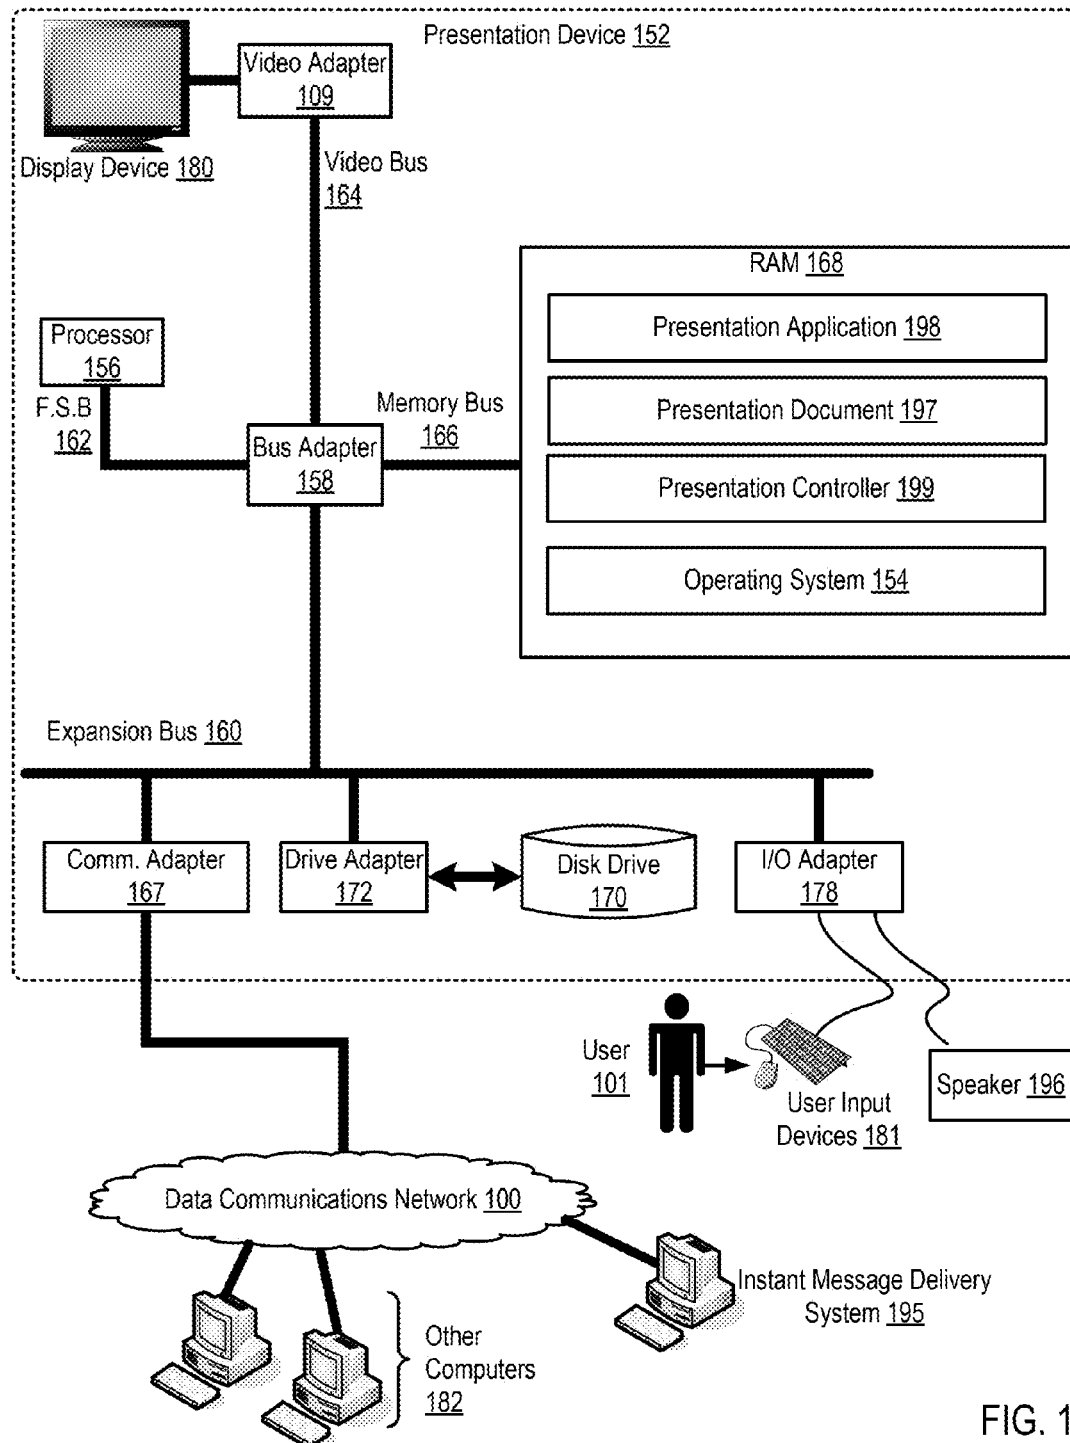 Presentation Device 152
Video Adapter
109
Display Device 180
Video Bus
164
RAM 168
Presentation Application 198
Presentation Document 197
Presentation Controller 199
Operating System 154
Processor
156
F.S.B
162
Memory Bus
166
Bus Adapter
158
Expansion Bus 160
Comm. Adapter
167
Drive Adapter
172
Disk Drive
170
I/O Adapter
178
User
101
User Input
Devices 181
Speaker 196
Data Communications Network 100
Instant Message Delivery
System 195
Other
Computers
182
FIG. 1